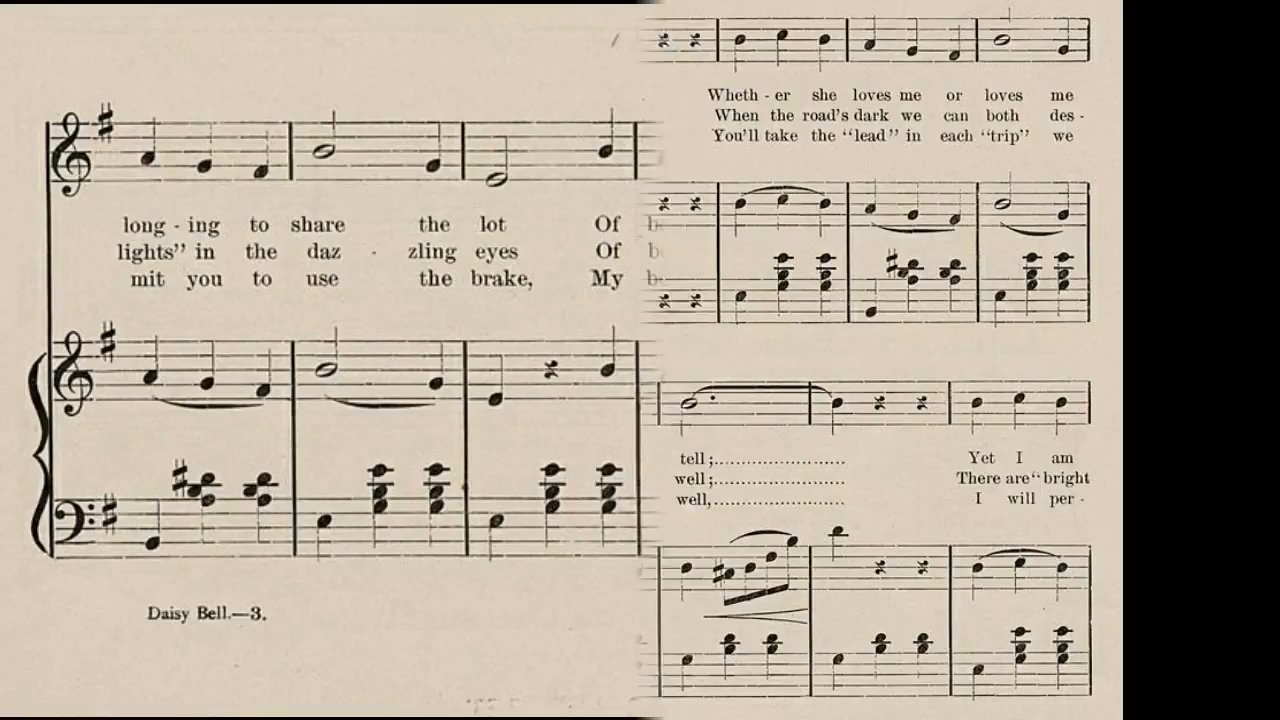 Wheth - er she loves me or loves me
When the road's dark we can both des -
You'll take the “lead” in each “trip” we
long - ing to share the lot Of
lights” in the daz - zling eyes Of
mit you to use the brake, My
tell;........................
well;........................
well,........................
Yet I am
There are “bright
I will per -
Daisy Bell.—3.